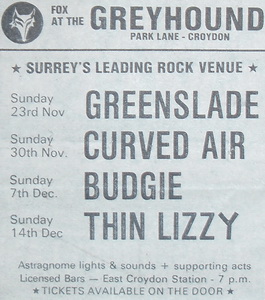 FOX
AT THE GREYHOUND
PARK LANE - CROYDON
★ SURREY'S LEADING ROCK VENUE ★
Sunday
23rd Nov GREENSLADE
Sunday
30th Nov. CURVED AIR
Sunday
7th Dec. BUDGIE
Sunday
14th Dec THIN LIZZY
Astragnome lights & sounds + supporting acts
Licensed Bars — East Croydon Station - 7 p.m.
★ TICKETS AVAILABLE ON THE DOOR ★